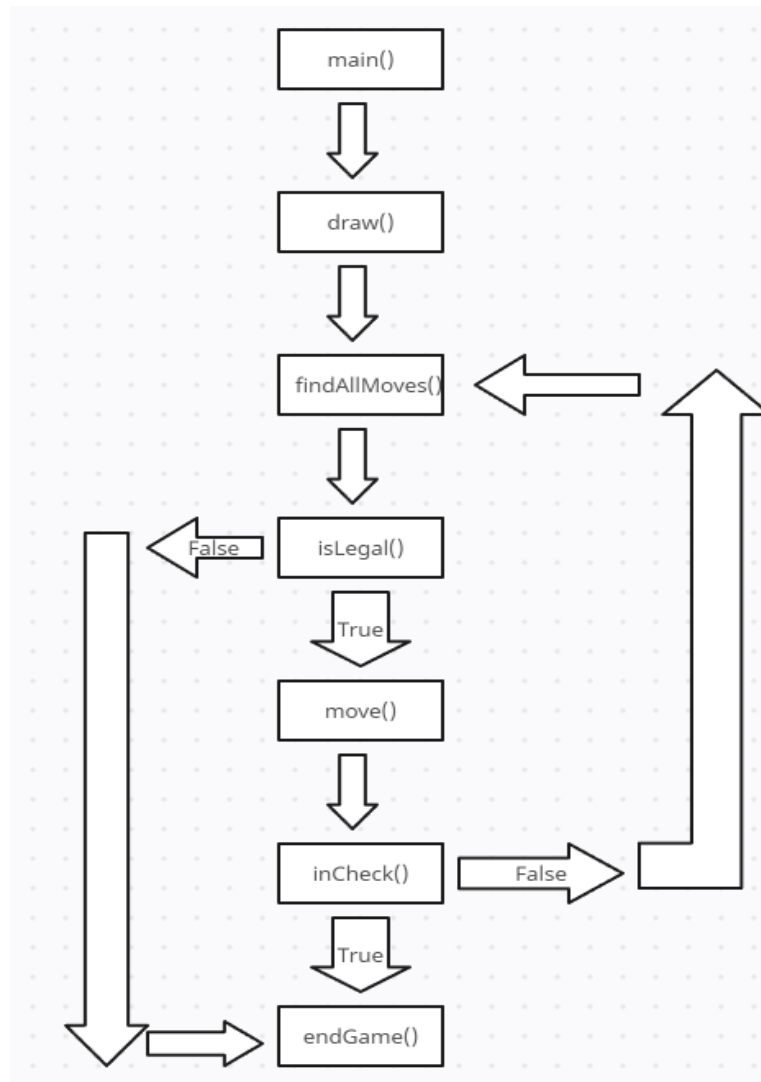 main()
draw()
findAllMoves()
False
isLegal()
True
move()
inCheck()
False
True
endGame()